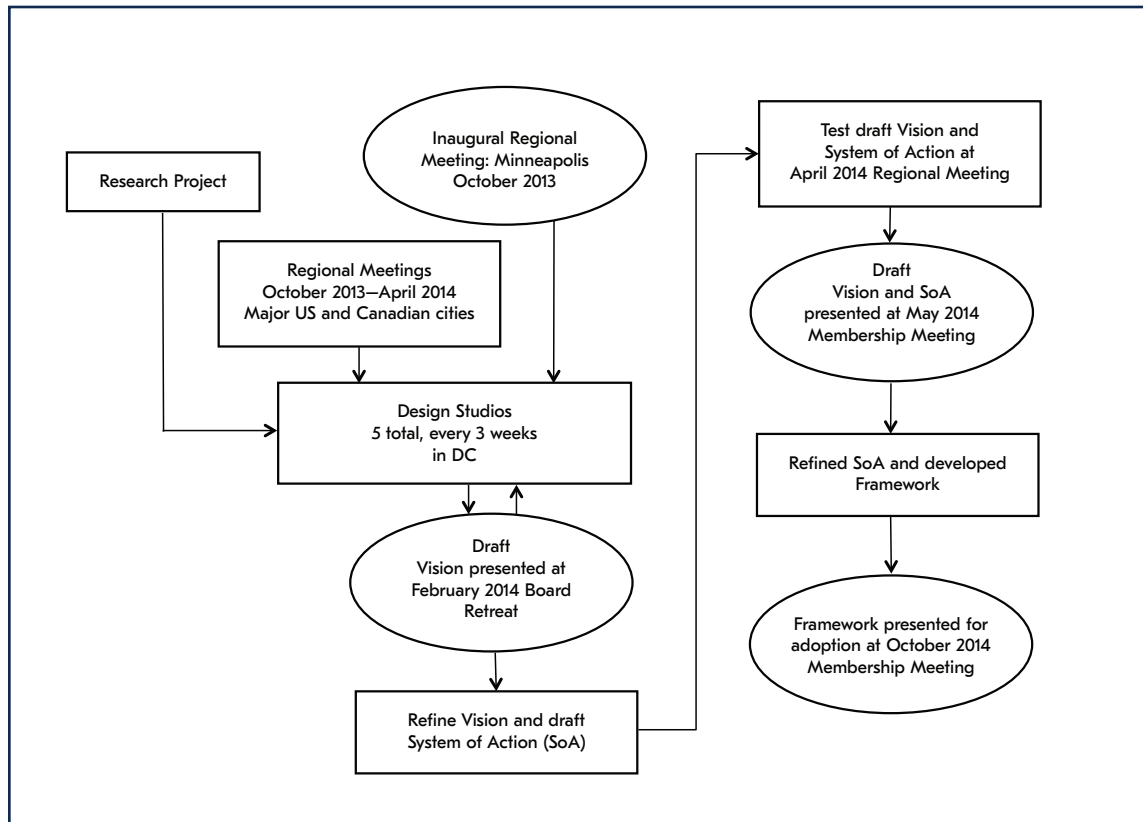 Research Project
Inaugural Regional
Meeting: Minneapolis
October 2013
Regional Meetings
October 2013–April 2014
Major US and Canadian cities
Design Studios
5 total, every 3 weeks
in DC
Draft
Vision presented at
February 2014 Board
Retreat
Refine Vision and draft
System of Action (SoA)
Test draft Vision and
System of Action at
April 2014 Regional Meeting
Draft
Vision and SoA
presented at May 2014
Membership Meeting
Refined SoA and developed
Framework
Framework presented for
adoption at October 2014
Membership Meeting